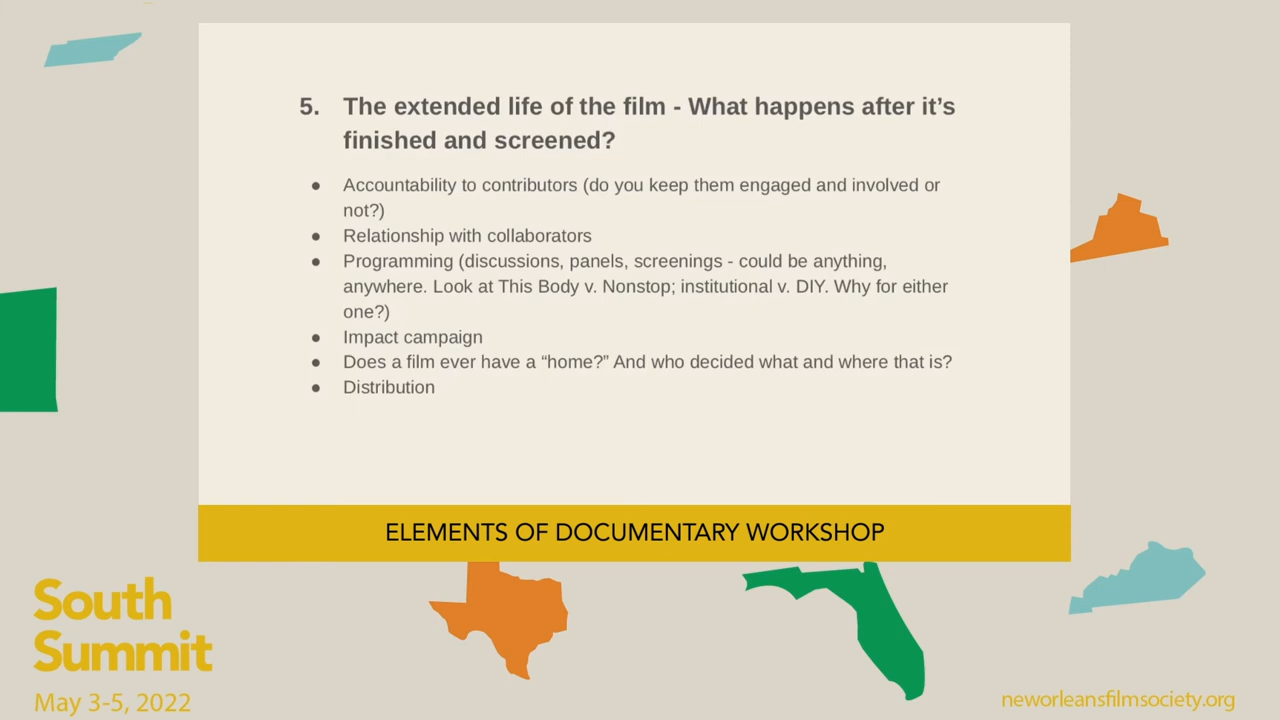 5. The extended life of the film - What happens after it’s
finished and screened?
● Accountability to contributors (do you keep them engaged and involved or
not?)
● Relationship with collaborators
● Programming (discussions, panels, screenings - could be anything,
anywhere. Look at This Body v. Nonstop; institutional v. DIY. Why for either
one?)
● Impact campaign
● Does a film ever have a “home?” And who decided what and where that is?
● Distribution
ELEMENTS OF DOCUMENTARY WORKSHOP
South
Summit
May 3-5, 2022
neworleansfilmsociety.org